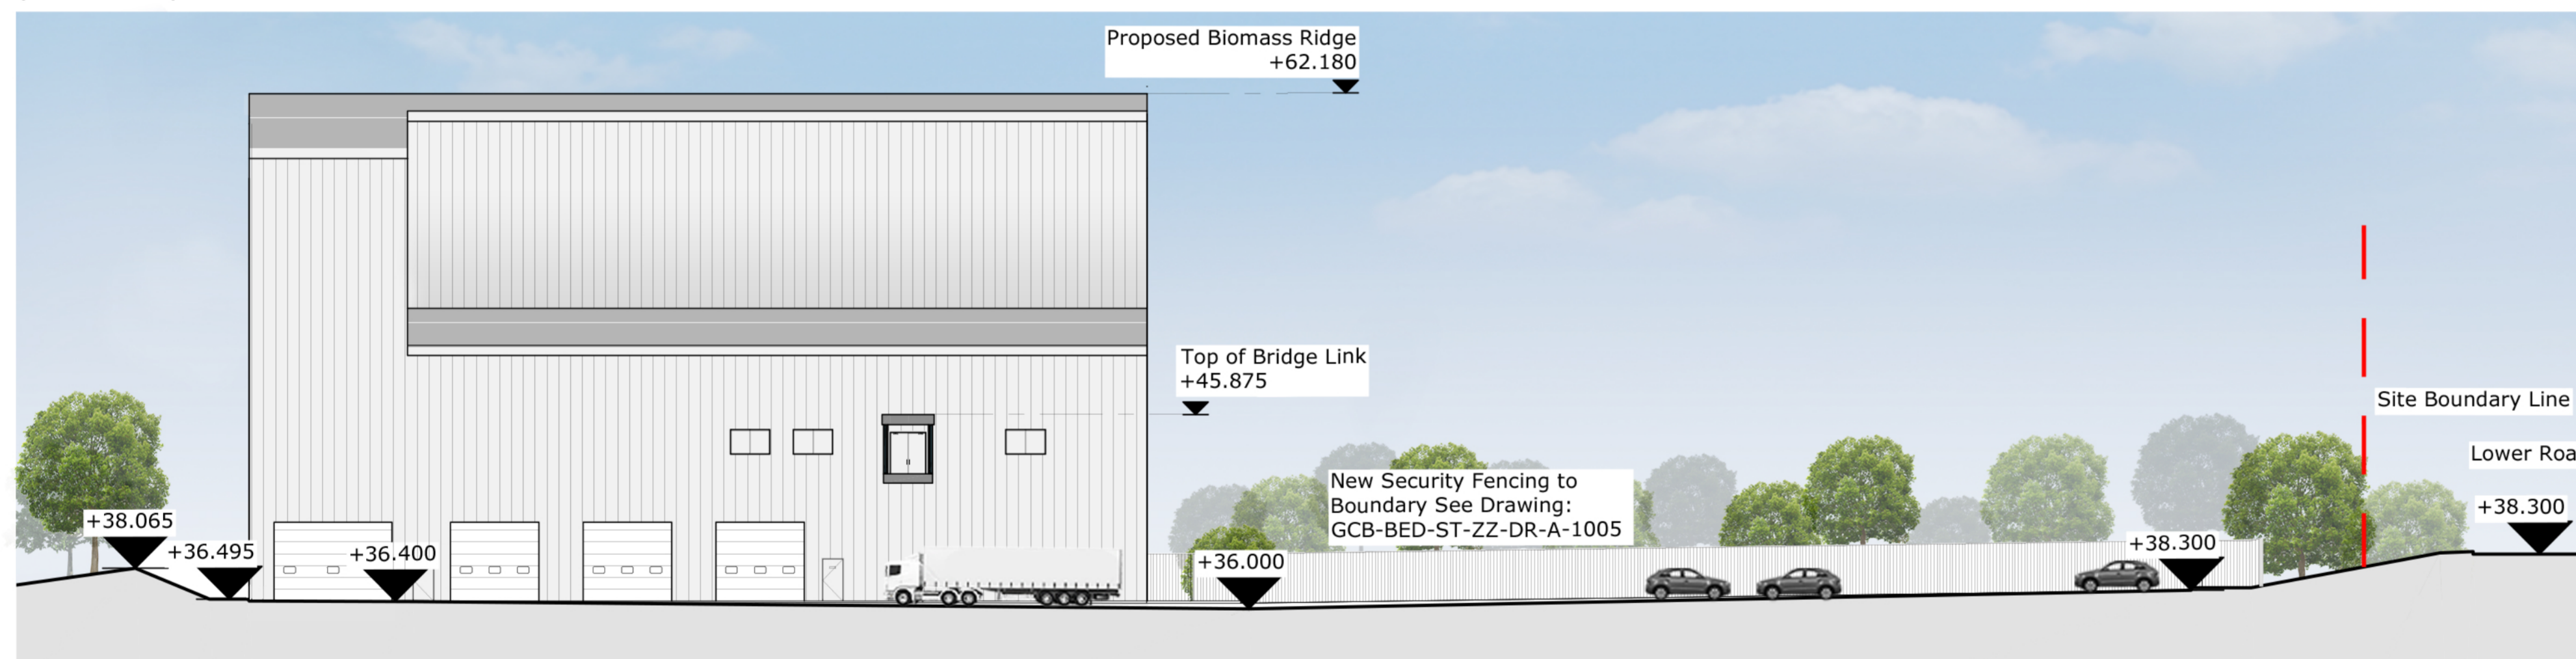 Proposed Biomass Ridge
+62.180
Top of Bridge Link
+45.875
Site Boundary Line
Lower Roa
New Security Fencing to
Boundary See Drawing:
GCB-BED-ST-ZZ-DR-A-1005
+38.065
+36.495
+36.400
+36.000
+38.300
+38.300